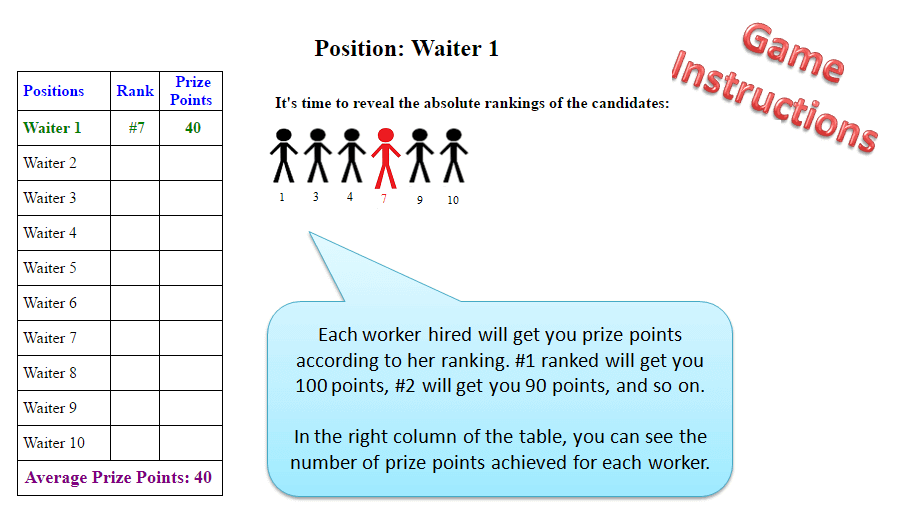 Position: Waiter 1
Game
Instructions
Positions Rank Prize Points
Waiter 1 #7 40
Waiter 2
Waiter 3
Waiter 4
Waiter 5
Waiter 6
Waiter 7
Waiter 8
Waiter 9
Waiter 10
Average Prize Points: 40
It's time to reveal the absolute rankings of the candidates:
1 3 4 7 9 10
Each worker hired will get you prize points
according to her ranking. #1 ranked will get you
100 points, #2 will get you 90 points, and so on.
In the right column of the table, you can see the
number of prize points achieved for each worker.